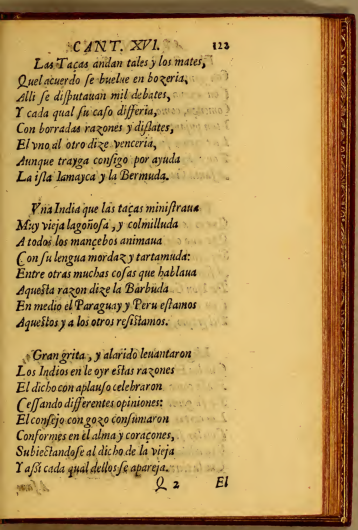 CANT. XVI. 122
Las Taças andan tales y los mates,
Quel acuerdo ſe buelue en bozeria,
Alli ſe diſputauan mil debates,
Y cada qual ſu caſo differia,
Con borradas razones y diſlates,
El vno al otro dize venceria,
Aunque trayga conſigo por ayuda
La iſla Iamayca y la Bermuda.
Vna India que las taças miniſtraua
Muy vieja lagoñoſa, y colmilluda
A todos los mançebos animaua
Con ſu lengua mordaz y tartamuda:
Entre otras muchas coſas que hablaua
Aqueſta razon dize la Barbuda
En medio el Paraguay y Peru eſtamos
Aqueſtos y a los otros reſiſtamos.
Gran grita, y alarido leuantaron
Los Indios en le oyr eſtas razones
El dicho con aplauſo celebraron
Ceſſando differentes opiniones:
El conſejo con gozo conſumaron
Conformes en el alma y coraçones,
Subiectandoſe al dicho de la vieja
Y aſsi cada qual dellos ſe apareja.
Q 2 El